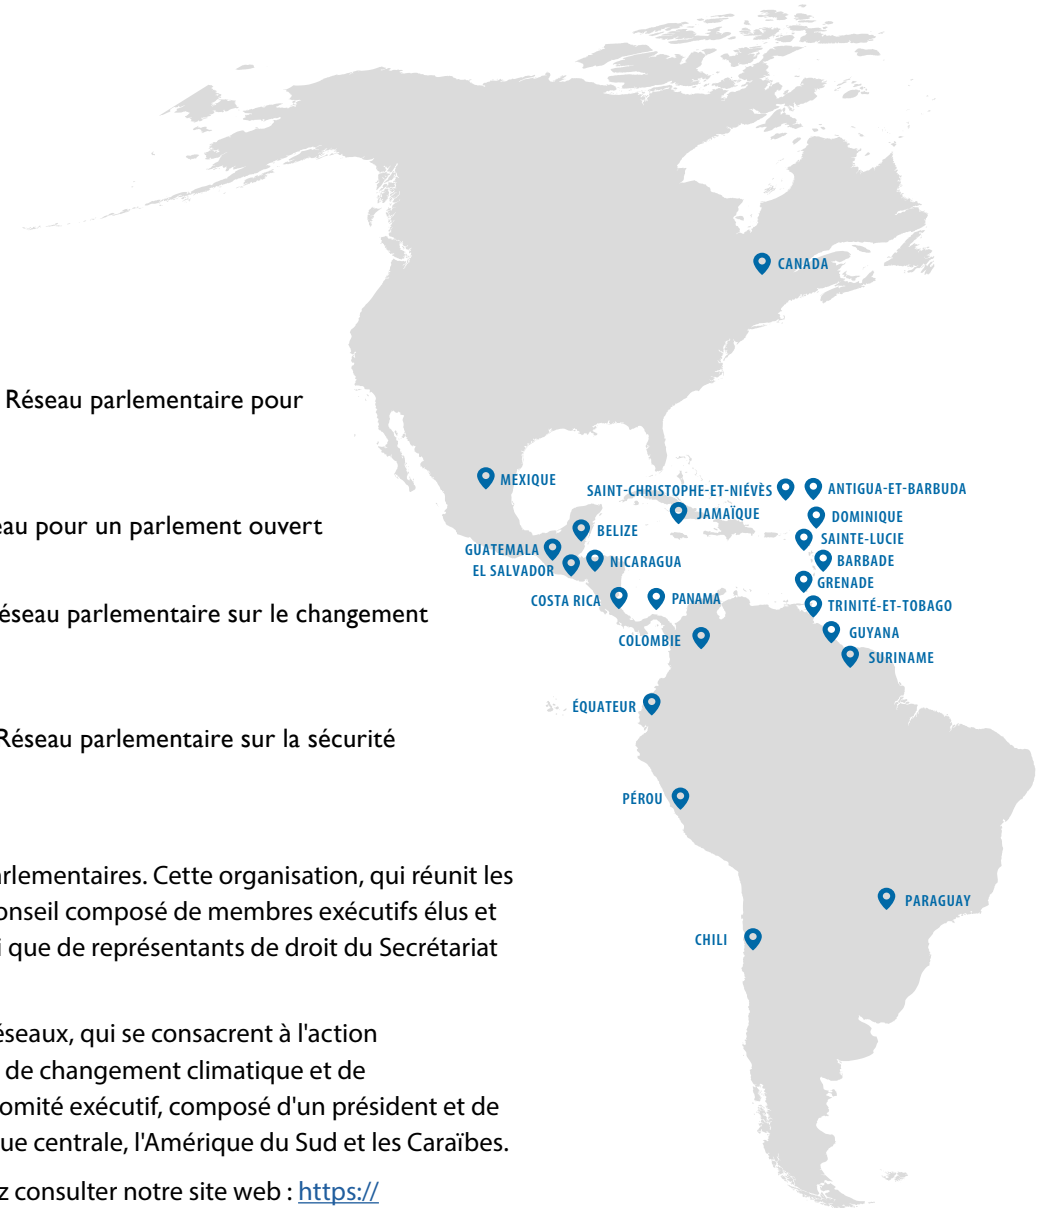 CANADA
Réseau parlementaire pour
MEXIQUE
SAINT-CHRISTOPHE-ET-NIÉVÈS
ANTIGUA-ET-BARBUDA
JAMAÏQUE
DOMINIQUE
eau pour un parlement ouvert
BELIZE
SAINTE-LUCIE
GUATEMALA
NICARAGUA
BARBADE
EL SALVADOR
GRENADE
COSTA RICA
PANAMA
TRINITÉ-ET-TOBAGO
éseau parlementaire sur le changement
COLOMBIE
GUYANA
SURINAME
ÉQUATEUR
Réseau parlementaire sur la sécurité
PÉROU
arlementaires. Cette organisation, qui réunit les
onseil composé de membres exécutifs élus et
i que de représentants de droit du Secrétariat
PARAGUAY
CHILI
éseaux, qui se consacrent à l'action
de changement climatique et de
omité exécutif, composé d'un président et de
ue centrale, l'Amérique du Sud et les Caraïbes.
z consulter notre site web : https://